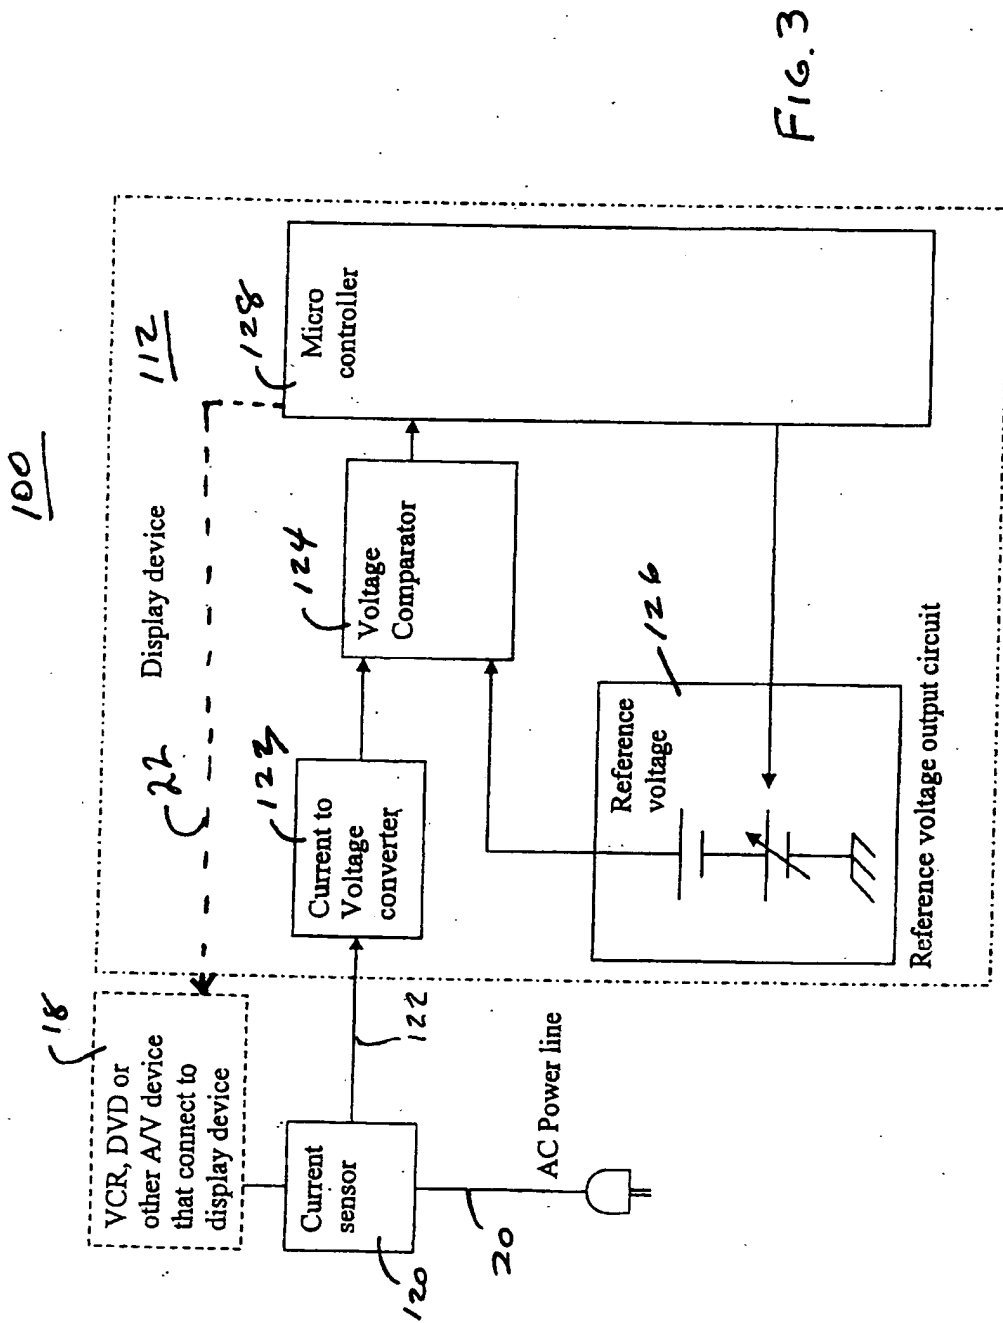 100
112
Display device
22
18
VCR, DVD or
other A/V device
that connect to
display device
128
Micro
controller
124
Voltage
Comparator
123
Current to
Voltage
converter
122
Current
sensor
120
20
AC Power line
126
Reference
voltage
Reference voltage output circuit
FIG. 3